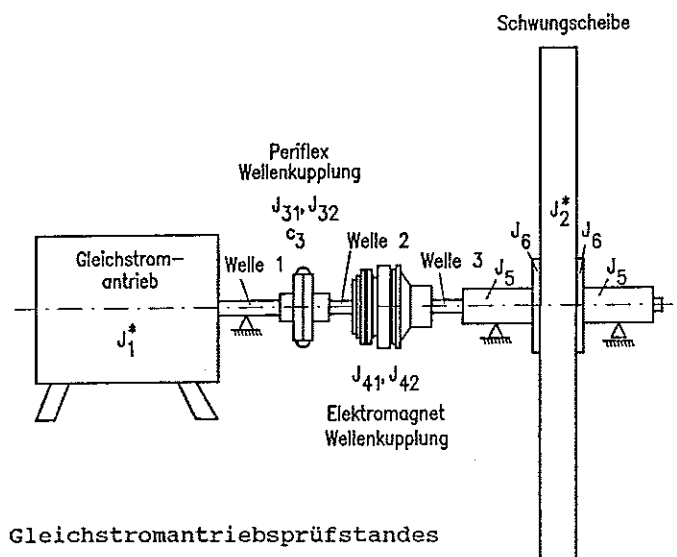 Schwungscheibe
Periflex
Wellenkupplung
J31, J32
c3
Gleichstrom-
antrieb
J1*
Welle 1
Welle 2
Welle 3
J41, J42
Elektromagnet
Wellenkupplung
J5
J6
J2*
J6
J5
Gleichstromantriebsprüfstandes